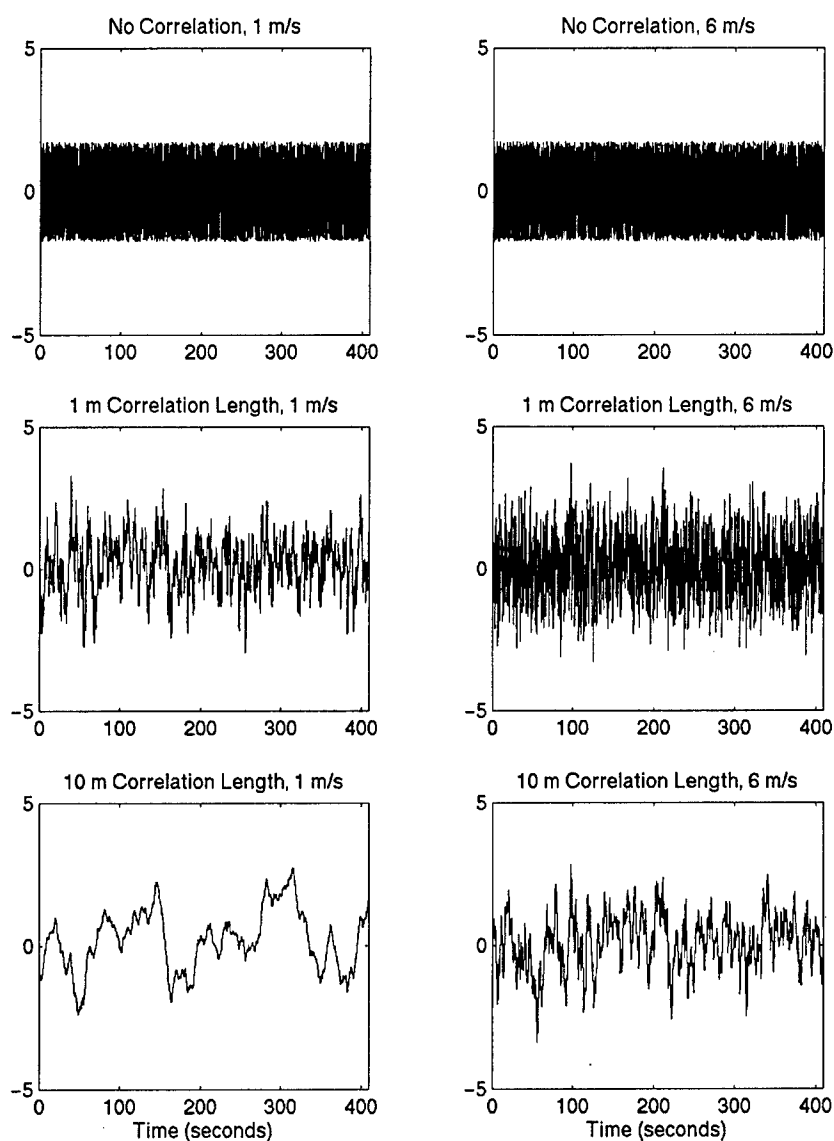 No Correlation, 1 m/s
5
0
-5
0 100 200 300 400
No Correlation, 6 m/s
5
0
-5
0 100 200 300 400
1 m Correlation Length, 1 m/s
5
0
-5
0 100 200 300 400
1 m Correlation Length, 6 m/s
5
0
-5
0 100 200 300 400
10 m Correlation Length, 1 m/s
5
0
-5
0 100 200 300 400
Time (seconds)
10 m Correlation Length, 6 m/s
5
0
-5
0 100 200 300 400
Time (seconds)